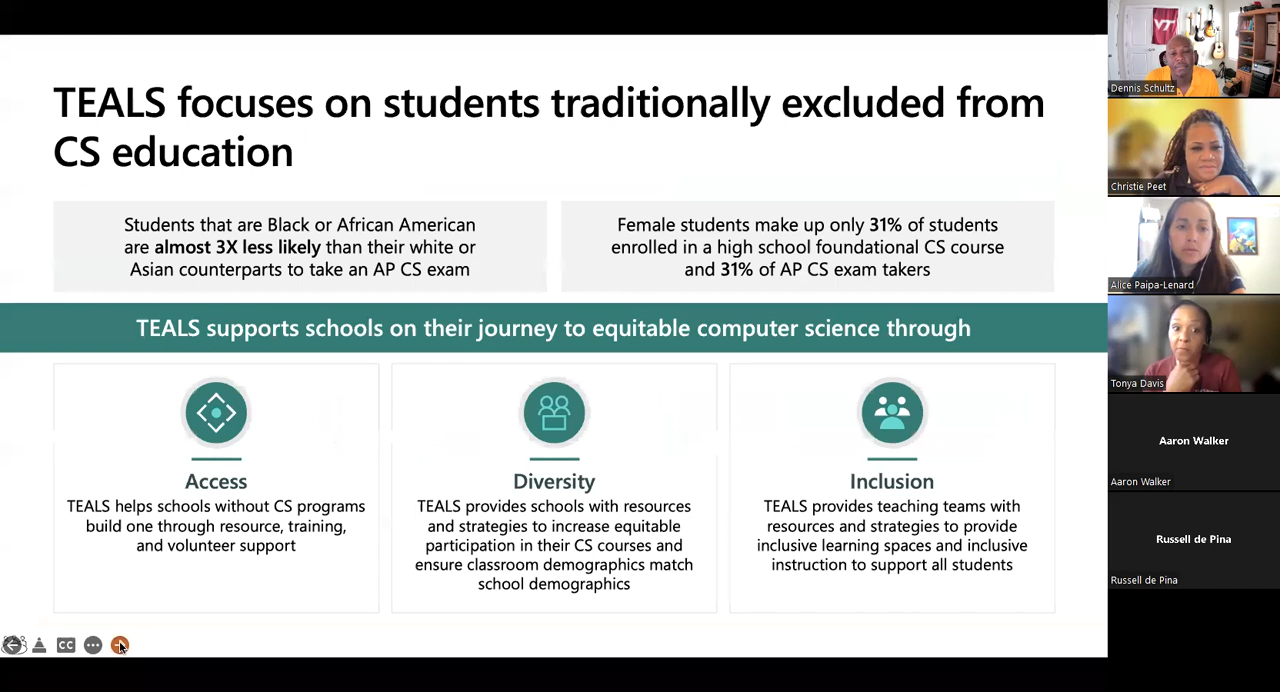 TEALS focuses on students traditionally excluded from
CS education
Students that are Black or African American
are almost 3X less likely than their white or
Asian counterparts to take an AP CS exam
Female students make up only 31% of students
enrolled in a high school foundational CS course
and 31% of AP CS exam takers
TEALS supports schools on their journey to equitable computer science through
Access
TEALS helps schools without CS programs
build one through resource, training,
and volunteer support
Diversity
TEALS provides schools with resources
and strategies to increase equitable
participation in their CS courses and
ensure classroom demographics match
school demographics
Inclusion
TEALS provides teaching teams with
resources and strategies to provide
inclusive learning spaces and inclusive
instruction to support all students
CC
VT
Dennis Schultz
Christie Peet
Alice Paipa-Lenard
Tonya Davis
Aaron Walker
Aaron Walker
Russell de Pina
Russell de Pina